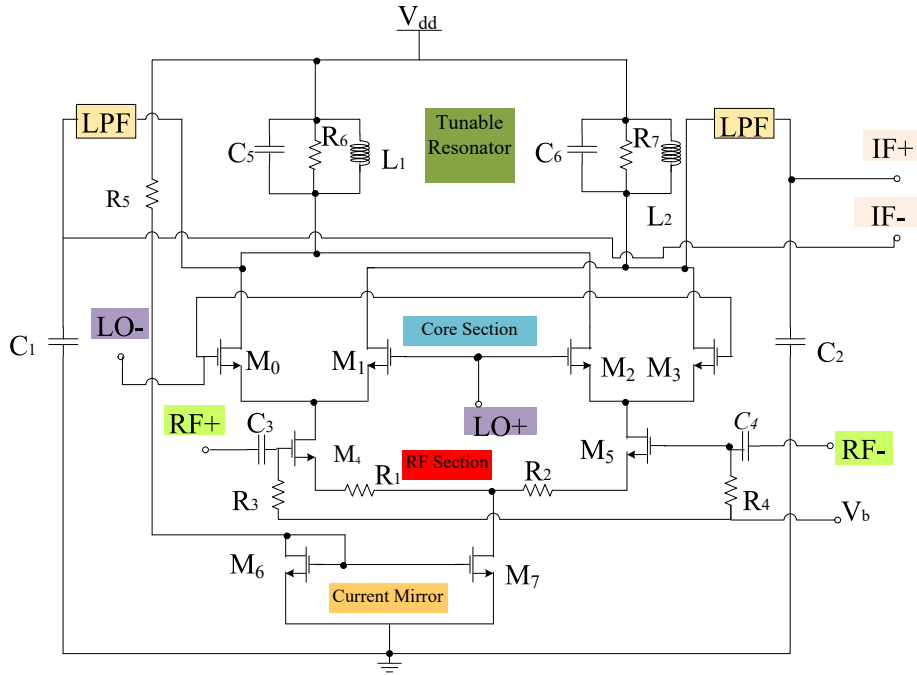 Vdd
LPF
C5
R6
L1
Tunable
Resonator
C6
R7
L2
LPF
IF+
IF-
R5
LO-
C1
M0
M1
Core Section
M2
M3
C2
LO+
RF+
C3
M4
RF Section
M5
C4
RF-
R3
R1
R2
R4
Vb
M6
M7
Current Mirror